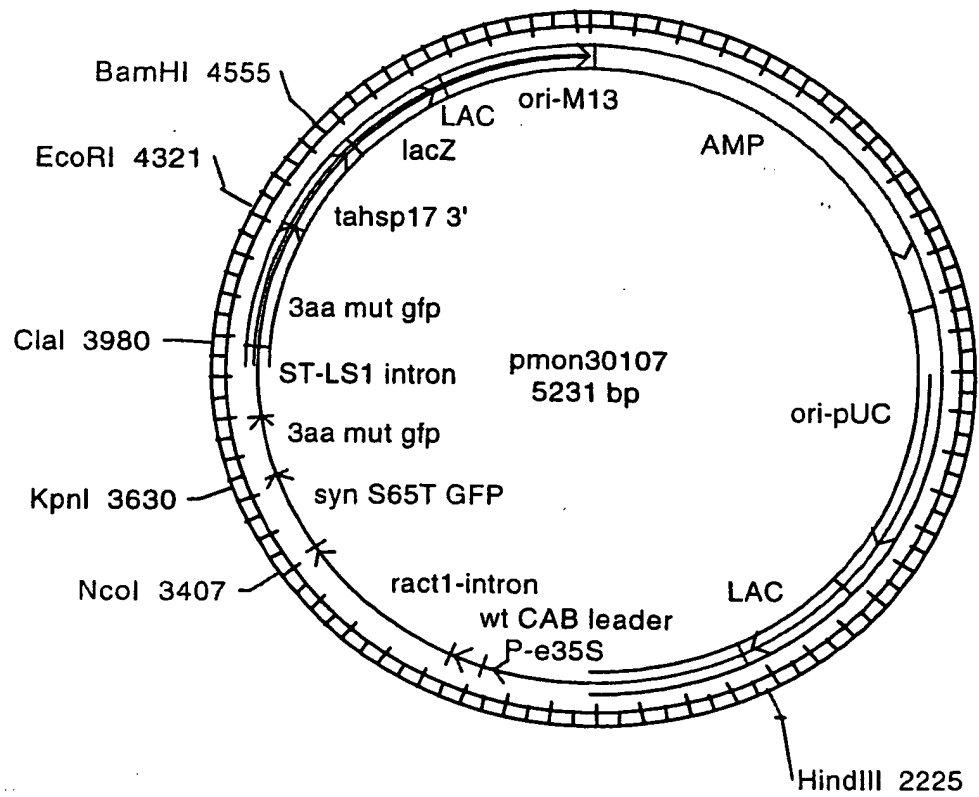 BamHI 4555
EcoRI 4321
ClaI 3980
KpnI 3630
NcoI 3407
HindIII 2225
ori-M13
LAC
lacZ
AMP
tahsp17 3'
3aa mut gfp
ST-LS1 intron
3aa mut gfp
syn S65T GFP
pmon30107
5231 bp
ori-pUC
ract1-intron
wt CAB leader
P-e35S
LAC